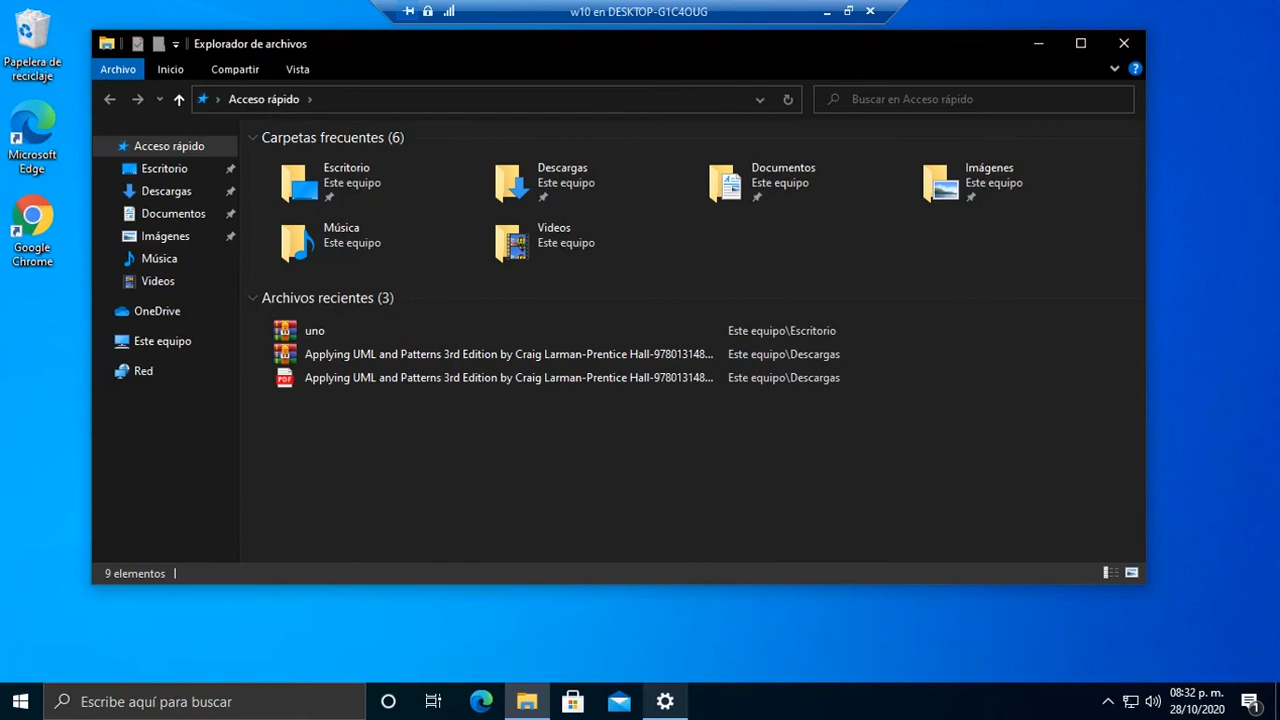 w10 en DESKTOP-G1C4OUG
Papelera de
reciclaje
Microsoft
Edge
Google
Chrome
Explorador de archivos
Archivo
Inicio
Compartir
Vista
Acceso rápido
Buscar en Acceso rápido
Acceso rápido
Escritorio
Descargas
Documentos
Imágenes
Música
Videos
OneDrive
Este equipo
Red
Carpetas frecuentes (6)
Escritorio
Este equipo
Descargas
Este equipo
Documentos
Este equipo
Imágenes
Este equipo
Música
Este equipo
Videos
Este equipo
Archivos recientes (3)
uno
Este equipo\Escritorio
Applying UML and Patterns 3rd Edition by Craig Larman-Prentice Hall-978013148...
Este equipo\Descargas
PDF
Applying UML and Patterns 3rd Edition by Craig Larman-Prentice Hall-978013148...
Este equipo\Descargas
9 elementos
Escribe aquí para buscar
08:32 p. m.
28/10/2020
1